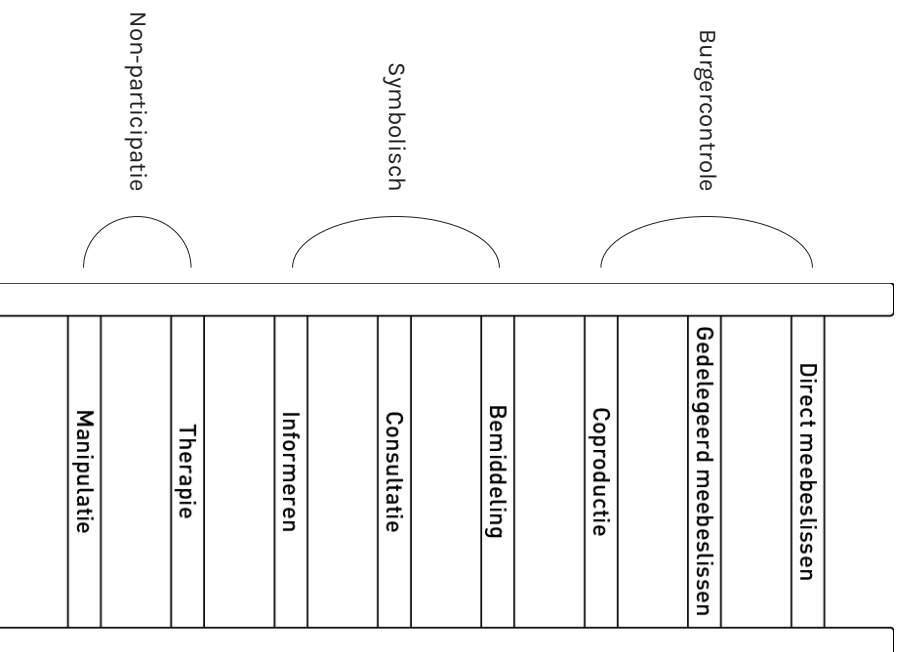 Non-participatie
Symbolisch
Burgercontrole
Manipulatie
Therapie
Informeren
Consultatie
Bemiddeling
Coproductie
Gedelegeerd meebeslissen
Direct meebeslissen